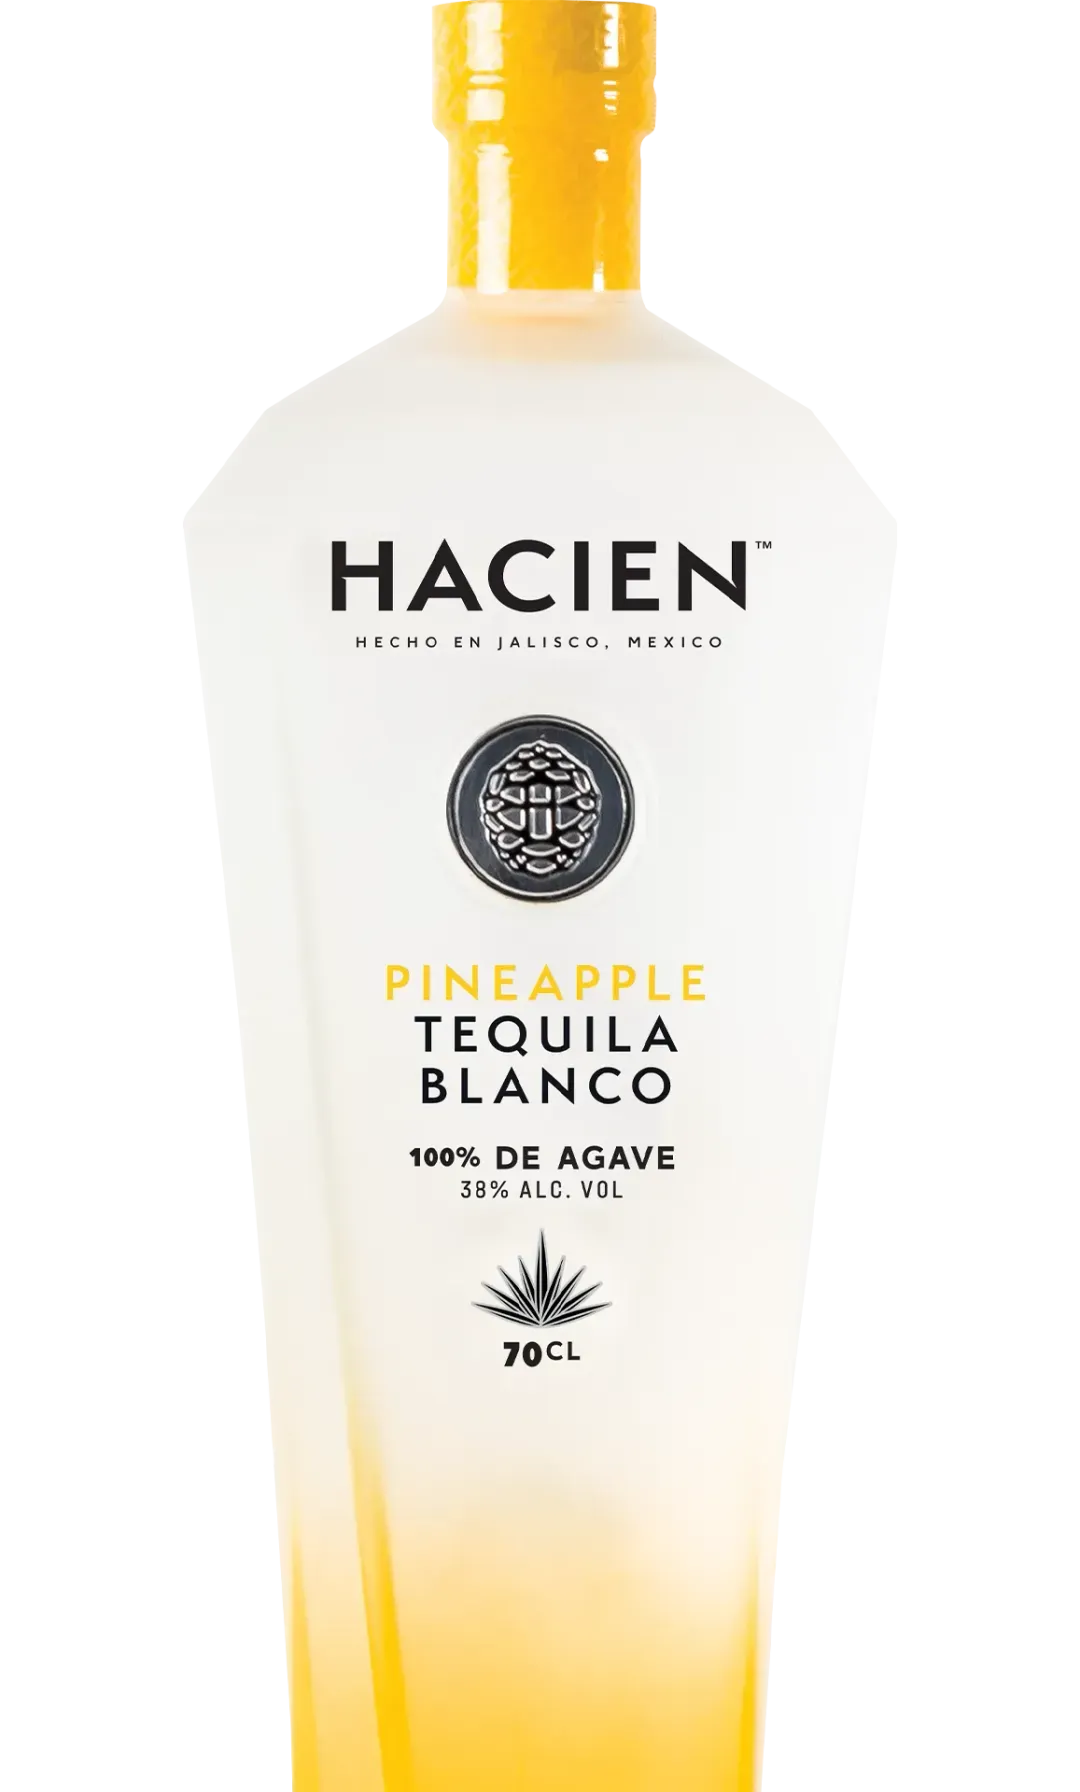 HACIEN™
HECHO EN JALISCO, MEXICO
H
PINEAPPLE
TEQUILA
BLANCO
100% DE AGAVE
38% ALC. VOL
70CL